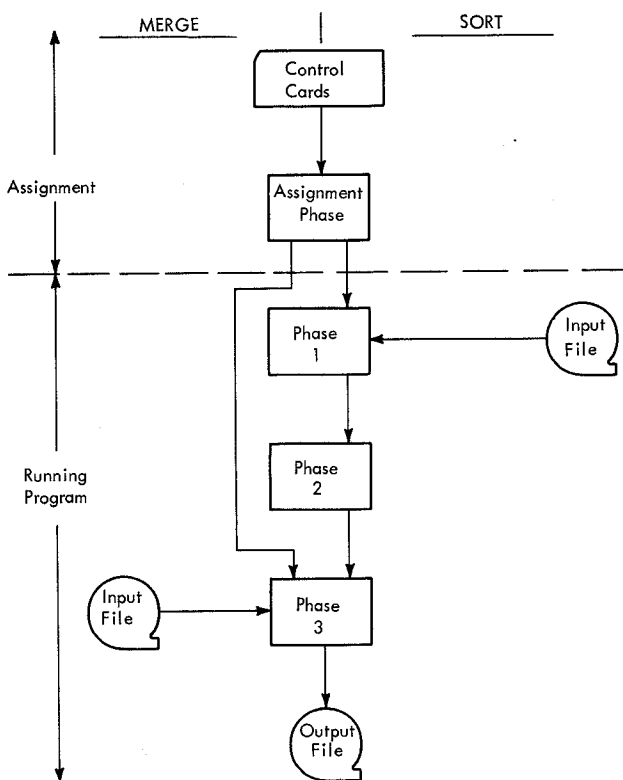 MERGE
SORT
Control
Cards
Assignment
Assignment
Phase
Phase
1
Input
File
Phase
2
Running
Program
Input
File
Phase
3
Output
File